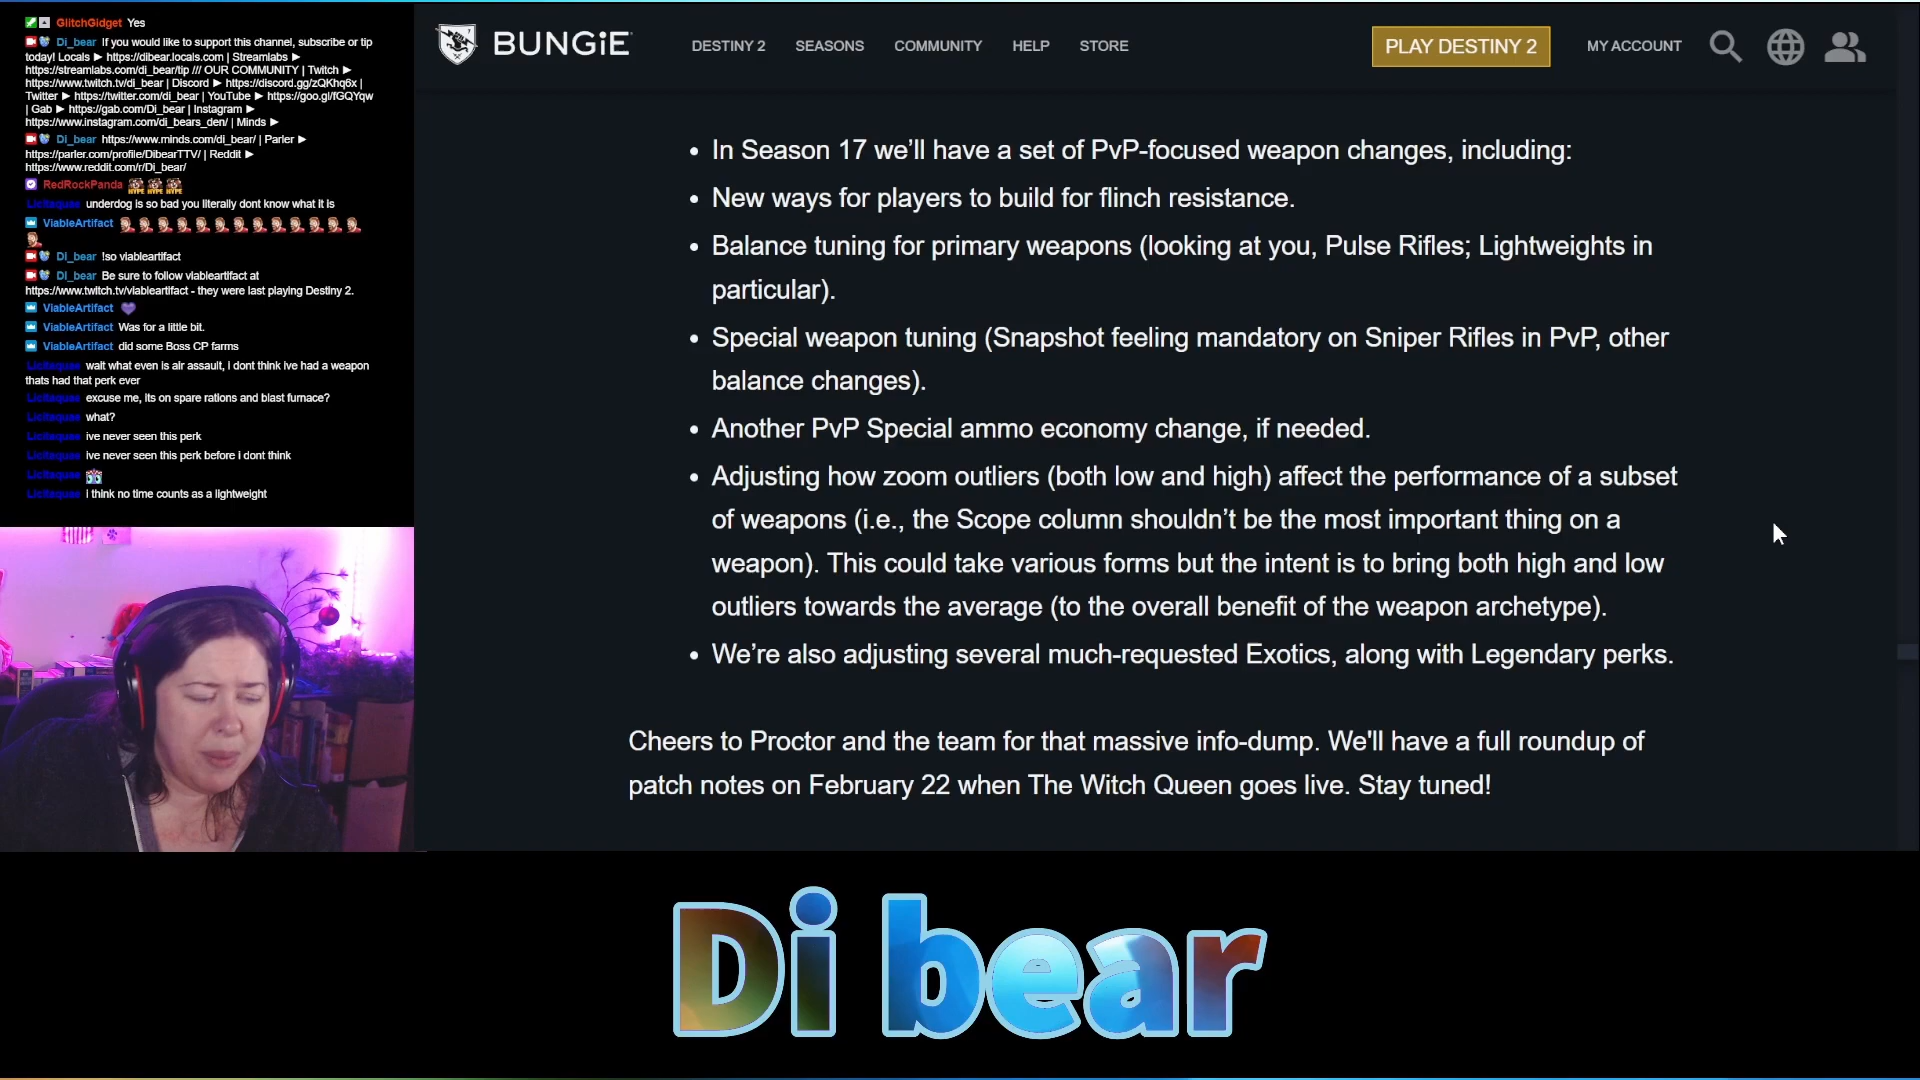 GlitchGidget Yes
Di_bear If you would like to support this channel, subscribe or tip
today! Locals ► https://dibear.locals.com | Streamlabs ►
https://streamlabs.com/di_bear/tip /// OUR COMMUNITY | Twitch ►
https://www.twitch.tv/di_bear | Discord ► https://discord.gg/zQKhq6x |
Twitter ► https://twitter.com/di_bear | YouTube ► https://goo.gl/fGQYqw
| Gab ► https://gab.com/Di_bear | Instagram ►
https://www.instagram.com/di_bears_den/ | Minds ►
Di_bear https://www.minds.com/di_bear/ | Parler ►
https://parler.com/profile/DibearTTV/ | Reddit ►
https://www.reddit.com/r/Di_bear/
RedRockPanda HYPE HYPE HYPE
underdog is so bad you literally dont know what it is
ViableArtifact
Di_bear !so viableartifact
Di_bear Be sure to follow viableartifact at
https://www.twitch.tv/viableartifact - they were last playing Destiny 2.
ViableArtifact
ViableArtifact Was for a little bit.
ViableArtifact did some Boss CP farms
wait what even is air assault, i dont think ive had a weapon
thats had that perk ever
excuse me, its on spare rations and blast furnace?
what?
ive never seen this perk
ive never seen this perk before i dont think
i think no time counts as a lightweight
BUNGiE
DESTINY 2 SEASONS COMMUNITY HELP STORE
PLAY DESTINY 2
MY ACCOUNT
• In Season 17 we’ll have a set of PvP-focused weapon changes, including:
• New ways for players to build for flinch resistance.
• Balance tuning for primary weapons (looking at you, Pulse Rifles; Lightweights in
particular).
• Special weapon tuning (Snapshot feeling mandatory on Sniper Rifles in PvP, other
balance changes).
• Another PvP Special ammo economy change, if needed.
• Adjusting how zoom outliers (both low and high) affect the performance of a subset
of weapons (i.e., the Scope column shouldn’t be the most important thing on a
weapon). This could take various forms but the intent is to bring both high and low
outliers towards the average (to the overall benefit of the weapon archetype).
• We’re also adjusting several much-requested Exotics, along with Legendary perks.
Cheers to Proctor and the team for that massive info-dump. We'll have a full roundup of
patch notes on February 22 when The Witch Queen goes live. Stay tuned!
Di bear